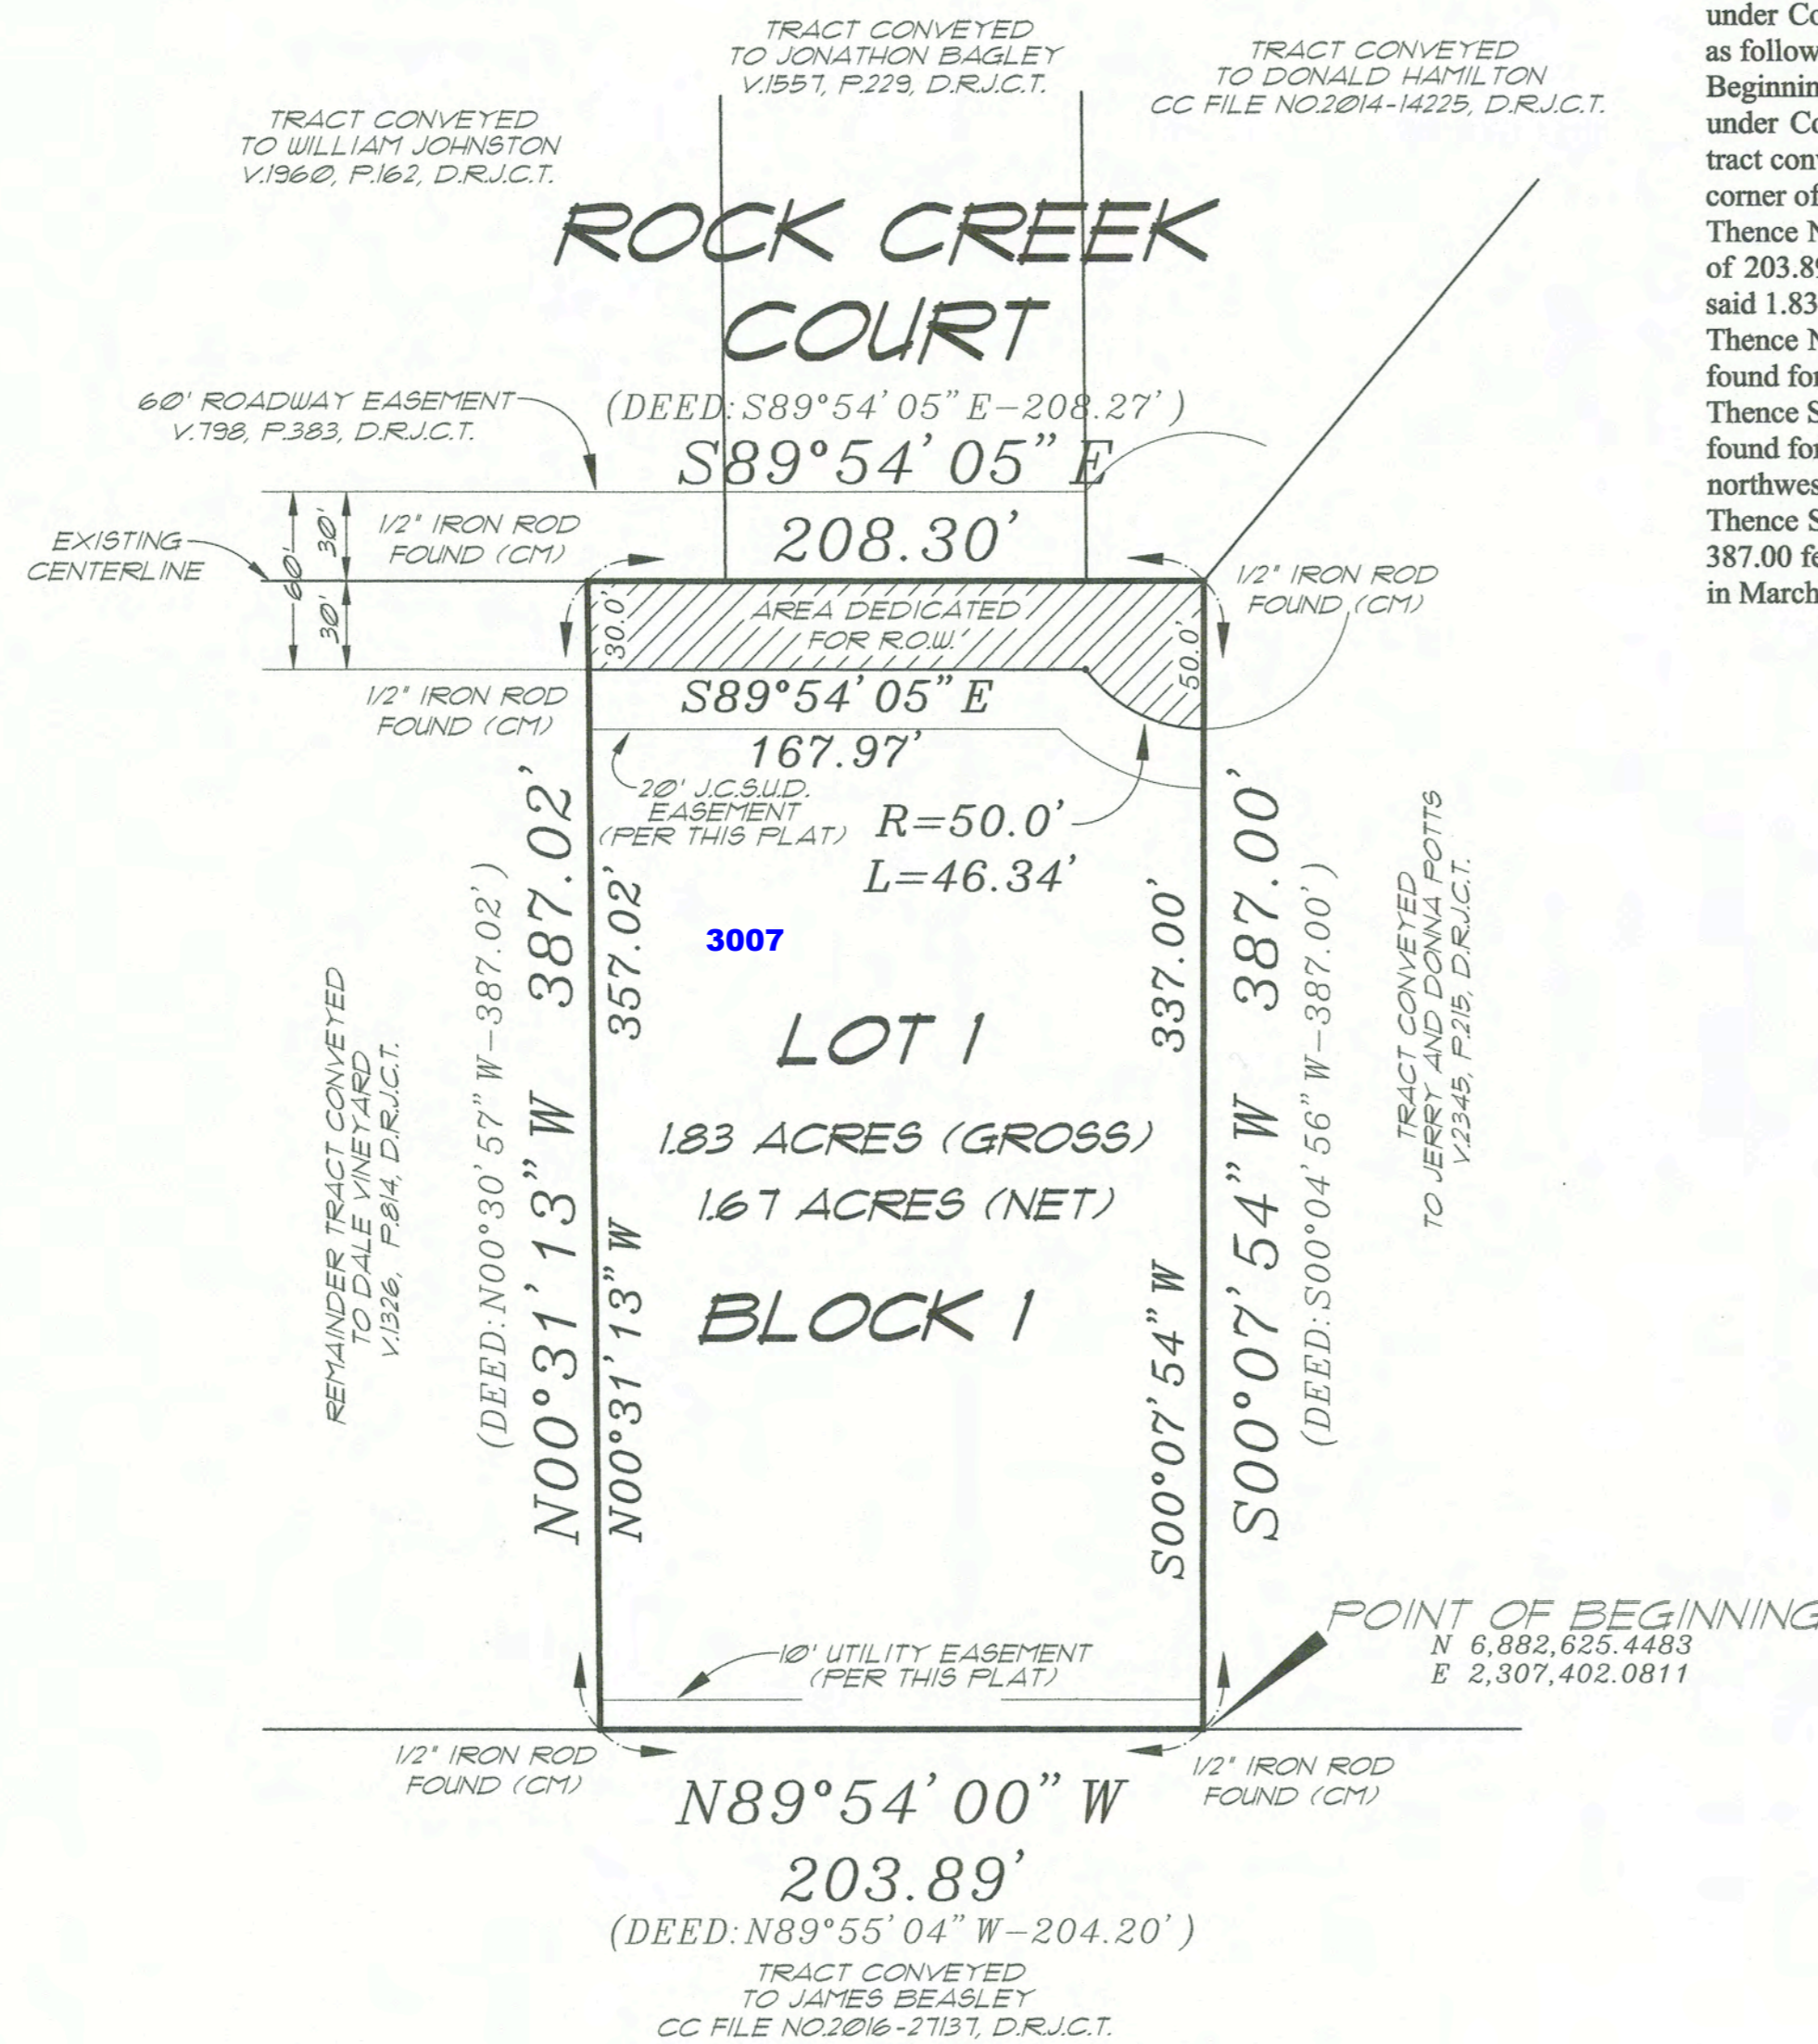 TRACT CONVEYED
TO JONATHON BAGLEY
V.1557, P.229, D.R.J.C.T.
TRACT CONVEYED
TO DONALD HAMILTON
CC FILE NO.2014-14225, D.R.J.C.T.
TRACT CONVEYED
TO WILLIAM JOHNSTON
V.1960, P.162, D.R.J.C.T.
ROCK CREEK
COURT
(DEED:S89°54'05"E-208.27')
S89°54'05"E
208.30'
60' ROADWAY EASEMENT
V.798, P.383, D.R.J.C.T.
EXISTING
CENTERLINE
60'
30'
30'
1/2" IRON ROD
FOUND (CM)
1/2" IRON ROD
FOUND (CM)
30.0'
AREA DEDICATED
FOR R.O.W.
50.0'
1/2" IRON ROD
FOUND (CM)
S89°54'05"E
167.97'
20' J.C.S.U.D.
EASEMENT
(PER THIS PLAT)
R=50.0'
L=46.34'
3007
LOT 1
1.83 ACRES (GROSS)
1.67 ACRES (NET)
BLOCK 1
REMAINDER TRACT CONVEYED
TO DALE VINEYARD
V.1326, P.814, D.R.J.C.T.
(DEED:N00°30'57"W-387.02')
N00°31'13"W 387.02'
N00°31'13"W 357.02'
S00°07'54"W 337.00'
S00°07'54"W 387.00'
(DEED:S00°04'56"W-387.00')
TRACT CONVEYED
TO JERRY AND DONNA POTTS
V.2345, P.215, D.R.J.C.T.
10' UTILITY EASEMENT
(PER THIS PLAT)
POINT OF BEGINNING
N 6,882,625.4483
E 2,307,402.0811
1/2" IRON ROD
FOUND (CM)
1/2" IRON ROD
FOUND (CM)
N89°54'00"W
203.89'
(DEED:N89°55'04"W-204.20')
TRACT CONVEYED
TO JAMES BEASLEY
CC FILE NO.2016-27137, D.R.J.C.T.
under
as
Beginning
under
tract
corner of
Thence
of 203.89
said 1.83
Thence
found for
Thence
found for
Thence
387.00
in March